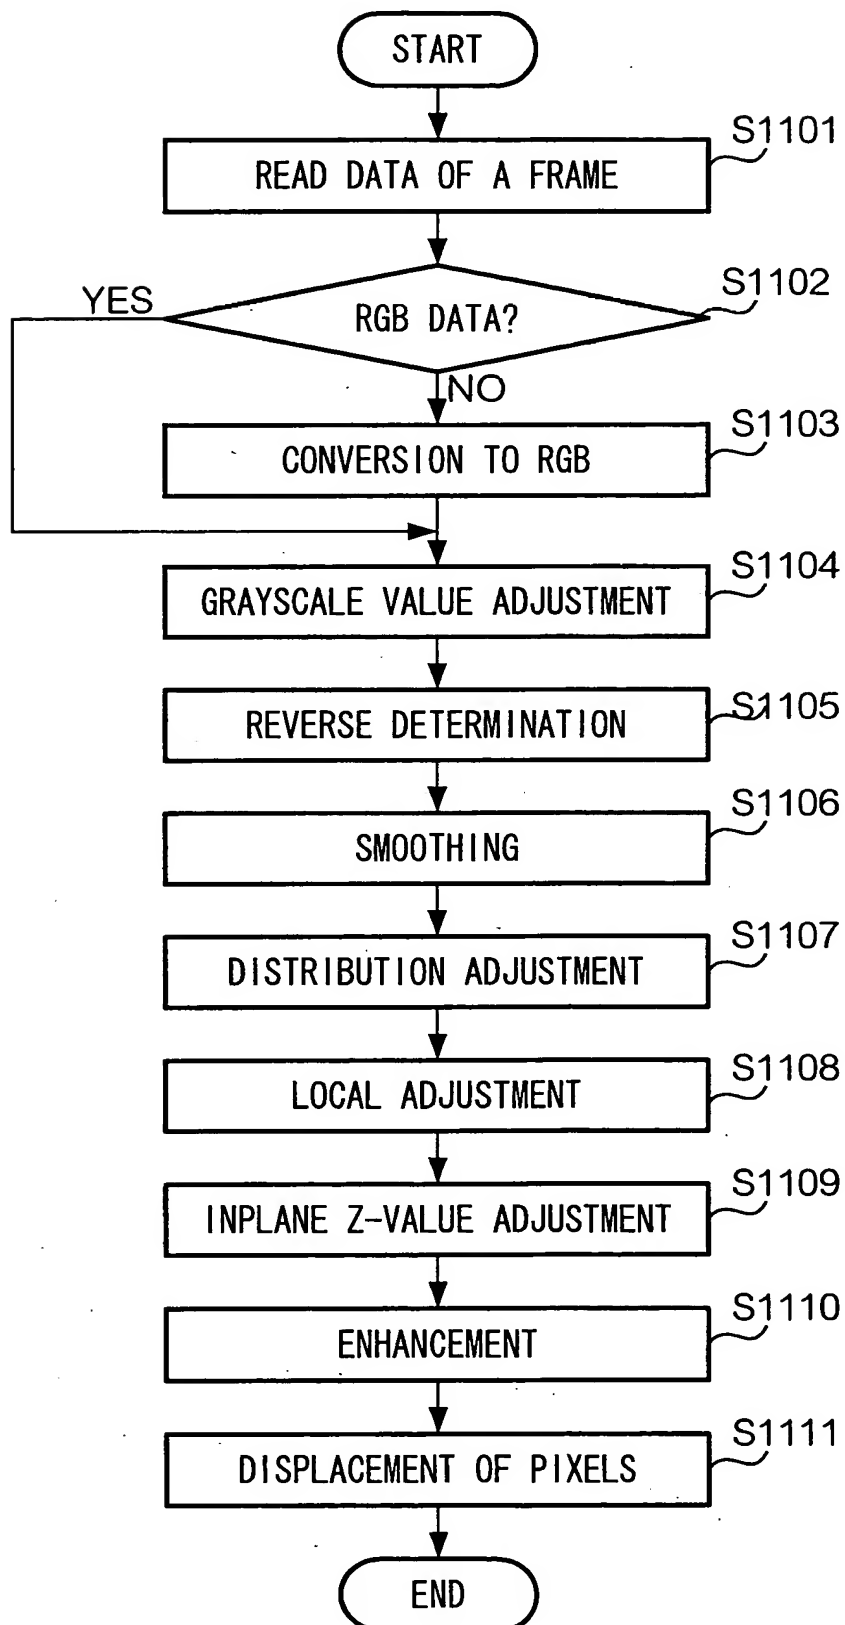 START
S1101
READ DATA OF A FRAME
S1102
YES
RGB DATA?
NO
S1103
CONVERSION TO RGB
S1104
GRAYSCALE VALUE ADJUSTMENT
S1105
REVERSE DETERMINATION
S1106
SMOOTHING
S1107
DISTRIBUTION ADJUSTMENT
S1108
LOCAL ADJUSTMENT
S1109
INPLANE Z-VALUE ADJUSTMENT
S1110
ENHANCEMENT
S1111
DISPLACEMENT OF PIXELS
END